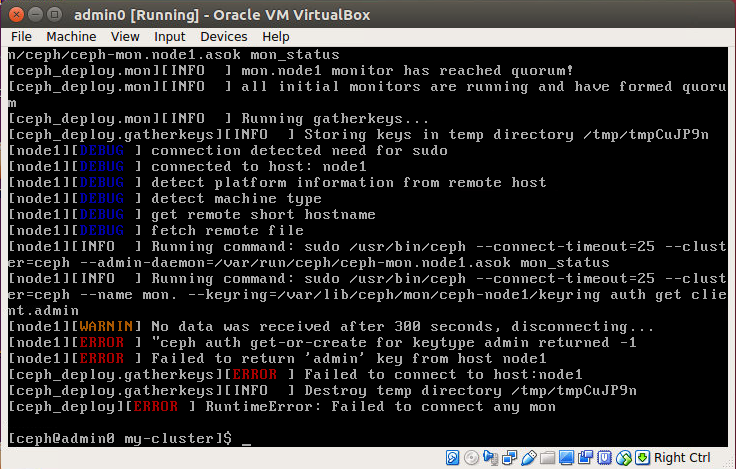 admin0 [Running] - Oracle VM VirtualBox
File Machine View Input Devices Help
n/ceph/ceph-mon.node1.asok mon_status
[ceph_deploy.mon][INFO  ] mon.node1 monitor has reached quorum!
[ceph_deploy.mon][INFO  ] all initial monitors are running and have formed quoru
m
[ceph_deploy.mon][INFO  ] Running gatherkeys...
[ceph_deploy.gatherkeys][INFO  ] Storing keys in temp directory /tmp/tmpCuJP9n
[node1][DEBUG ] connection detected need for sudo
[node1][DEBUG ] connected to host: node1
[node1][DEBUG ] detect platform information from remote host
[node1][DEBUG ] detect machine type
[node1][DEBUG ] get remote short hostname
[node1][DEBUG ] fetch remote file
[node1][INFO  ] Running command: sudo /usr/bin/ceph --connect-timeout=25 --clust
er=ceph --admin-daemon=/var/run/ceph/ceph-mon.node1.asok mon_status
[node1][INFO  ] Running command: sudo /usr/bin/ceph --connect-timeout=25 --clust
er=ceph --name mon. --keyring=/var/lib/ceph/mon/ceph-node1/keyring auth get clie
nt.admin
[node1][WARNIN] No data was received after 300 seconds, disconnecting...
[node1][ERROR ] "ceph auth get-or-create for keytype admin returned -1
[node1][ERROR ] Failed to return 'admin' key from host node1
[ceph_deploy.gatherkeys][ERROR ] Failed to connect to host:node1
[ceph_deploy.gatherkeys][INFO  ] Destroy temp directory /tmp/tmpCuJP9n
[ceph_deploy][ERROR ] RuntimeError: Failed to connect any mon
[ceph@admin0 my-cluster]$ _
Right Ctrl